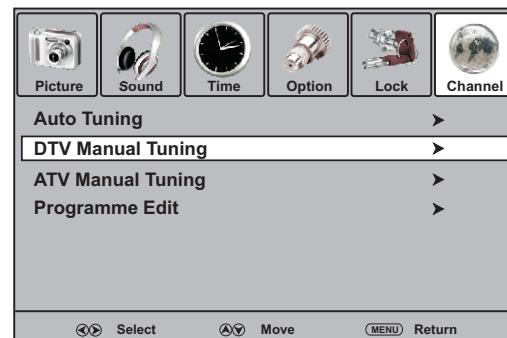 Picture Sound Time Option Lock Channel
Auto Tuning
DTV Manual Tuning
ATV Manual Tuning
Programme Edit
Select Move MENU Return